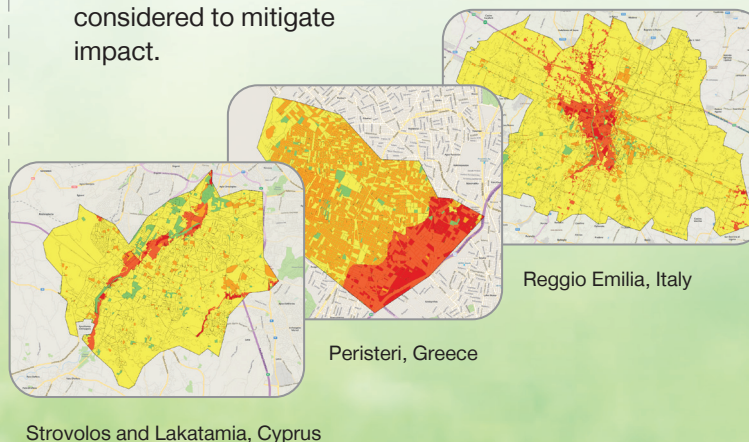 considered to mitigate
impact.
Reggio Emilia, Italy
Peristeri, Greece
Strovolos and Lakatamia, Cyprus